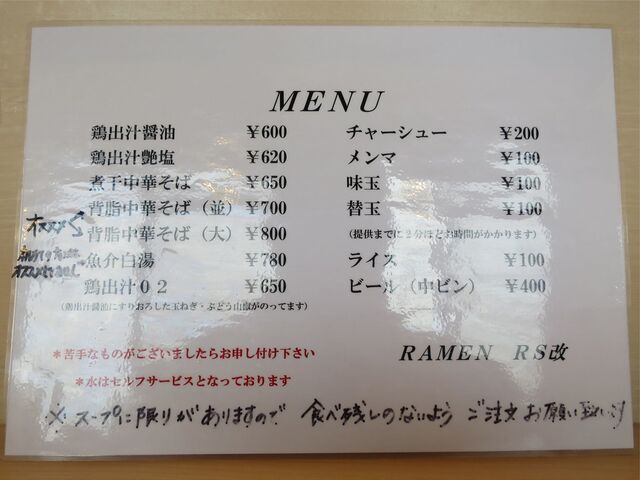 MENU
鶏出汁醤油 ￥600
鶏出汁艶塩 ￥620
煮干中華そば ￥650
背脂中華そば（並）￥700
オススメ
背脂中華そば（大）￥800
魚介白湯 ￥780
鶏出汁０２ ￥650
（鶏出汁醤油にすりおろした玉ねぎ・ぶどう山椒がのってます）
チャーシュー ￥200
メンマ ￥100
味玉 ￥100
替玉 ￥100
（提供までに２分ほどお時間がかかります）
ライス ￥100
ビール（中ビン） ￥400
＊苦手なものがございましたらお申し付け下さい
＊水はセルフサービスとなっております
RAMEN RS改
※ スープに限りがありますので 食べ残しのないよう ご注文お願い致します